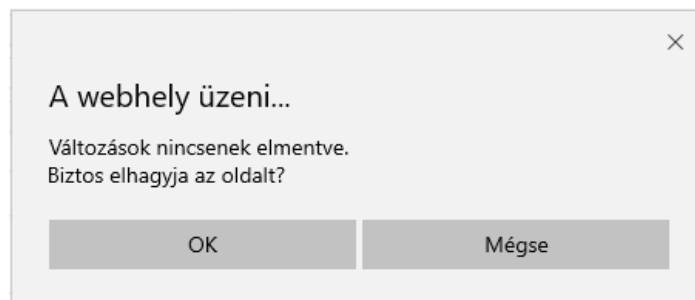 A webhely üzeni...
Változások nincsenek elmentve.
Biztos elhagyja az oldalt?
OK
Mégse